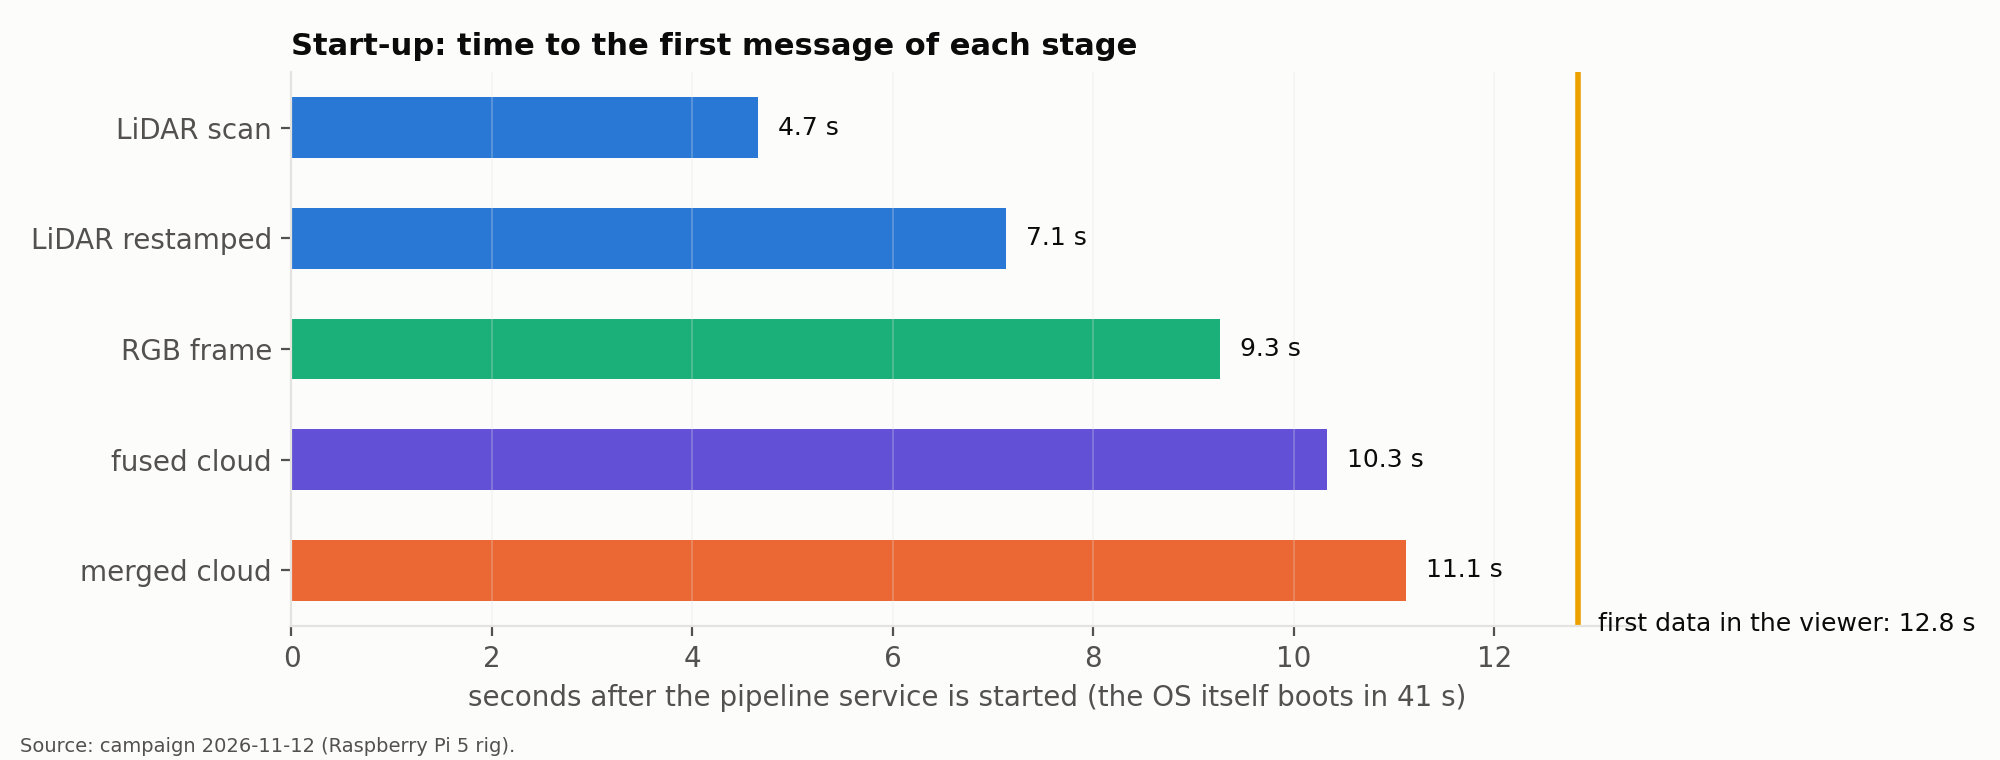 Start-up: time to the first message of each stage
LiDAR scan
4.7 s
LiDAR restamped
7.1 s
RGB frame
9.3 s
fused cloud
10.3 s
merged cloud
11.1 s
first data in the viewer: 12.8 s
0 2 4 6 8 10 12
seconds after the pipeline service is started (the OS itself boots in 41 s)
Source: campaign 2026-11-12 (Raspberry Pi 5 rig).